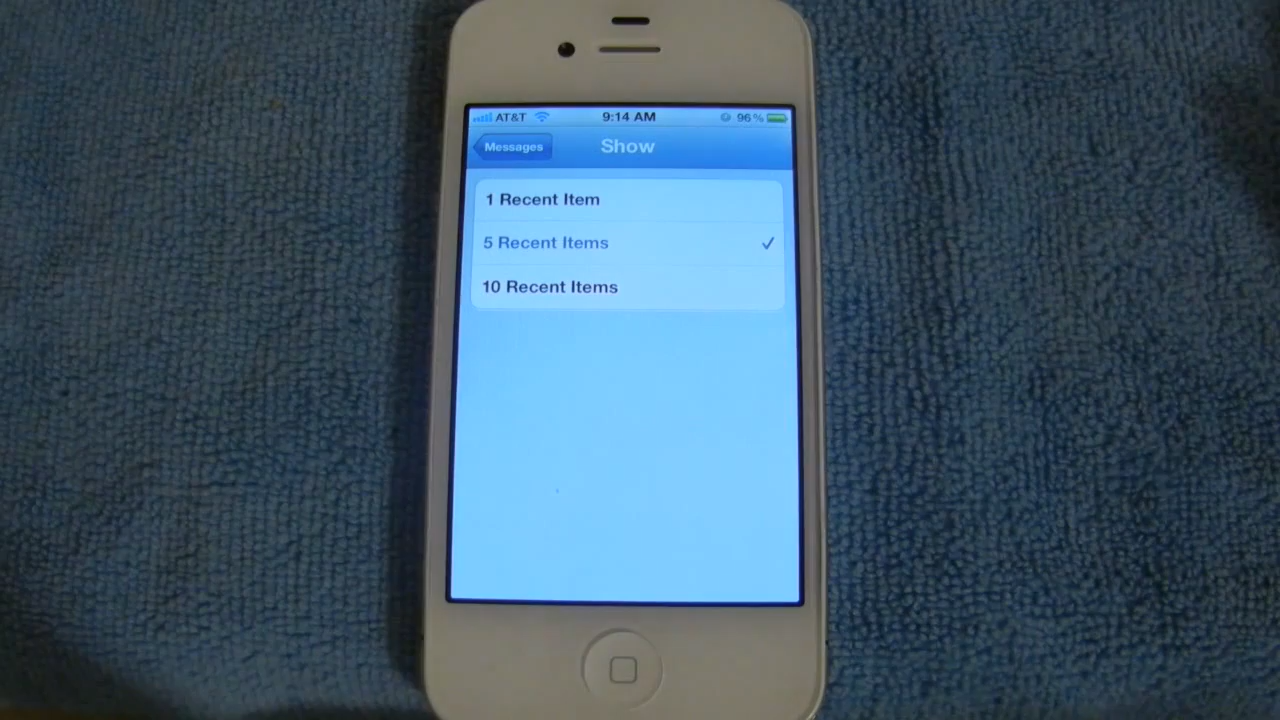 AT&T 9:14 AM 96%
Messages Show
1 Recent Item
5 Recent Items
10 Recent Items